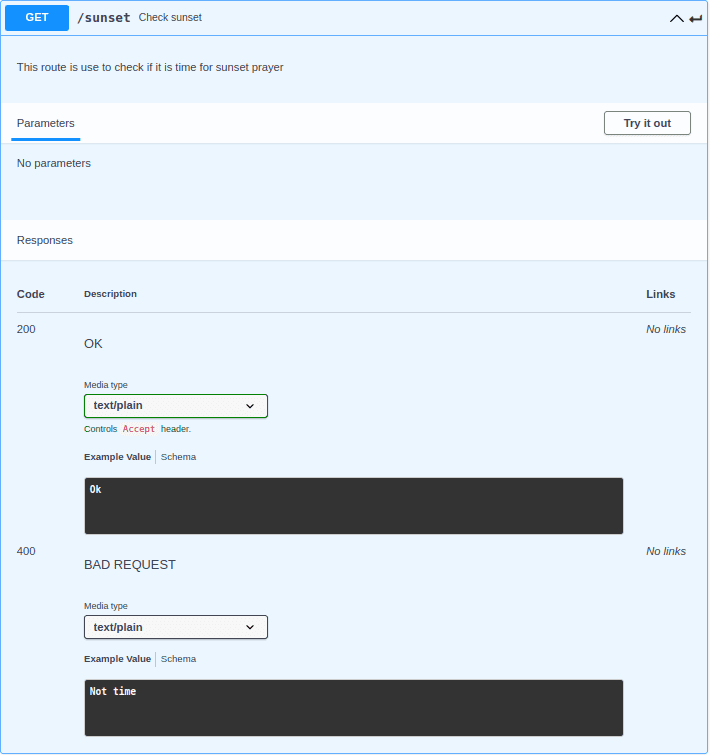 GET /sunset Check sunset
This route is use to check if it is time for sunset prayer
Parameters Try it out
No parameters
Responses
Code Description Links
200 No links
OK
Media type
text/plain
Controls Accept header.
Example Value Schema
Ok
400 No links
BAD REQUEST
Media type
text/plain
Example Value Schema
Not time